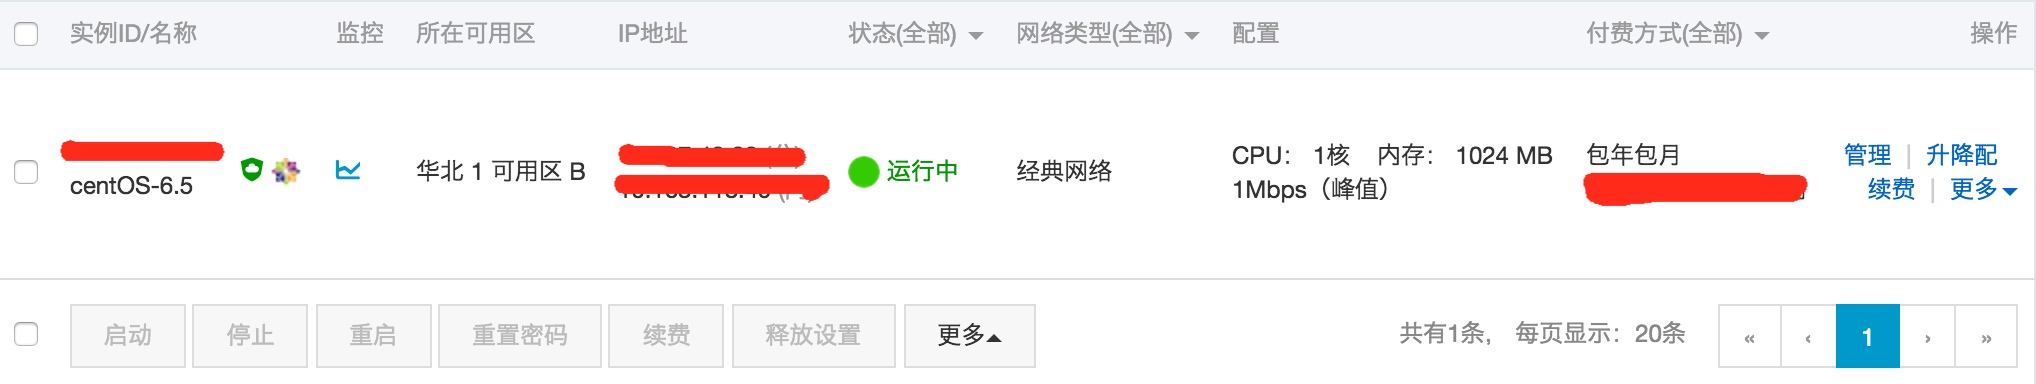 实例ID/名称 监控 所在可用区 IP地址 状态(全部) 网络类型(全部) 配置 付费方式(全部) 操作
centOS-6.5 华北 1 可用区 B 运行中 经典网络 CPU： 1核 内存： 1024 MB 包年包月 管理 | 升降配
1Mbps（峰值） 续费 | 更多
启动 停止 重启 重置密码 续费 释放设置 更多 共有1条， 每页显示：20条 « ‹ 1 › »